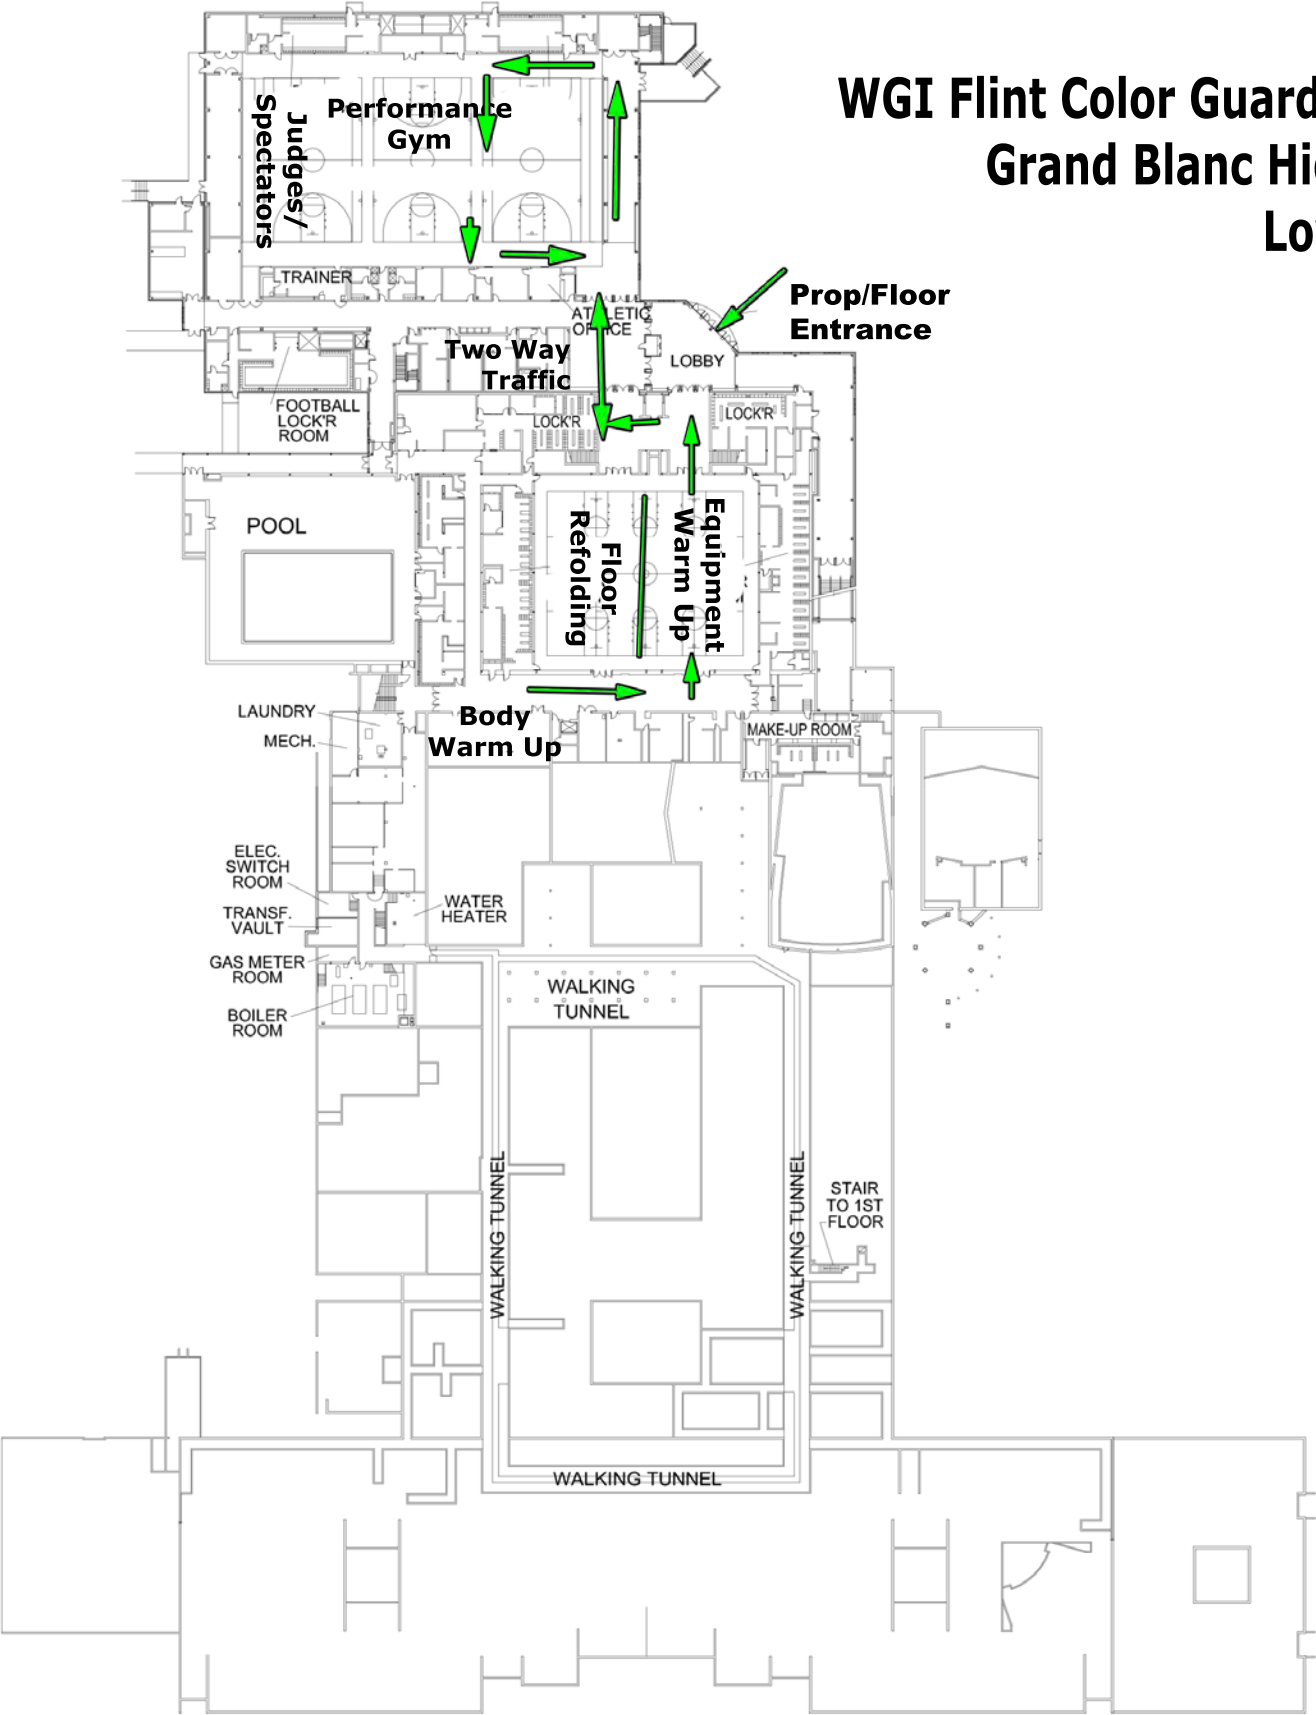 WGI Flint Color Guard
Grand Blanc Hi
Lo
Performance
Gym
Judges/
Spectators
TRAINER
Prop/Floor
Entrance
ATHLETIC
OFFICE
Two Way
Traffic
LOBBY
FOOTBALL
LOCK'R
ROOM
LOCK'R
LOCK'R
POOL
Floor
Refolding
Equipment
Warm Up
LAUNDRY
MECH.
Body
Warm Up
MAKE-UP ROOM
ELEC.
SWITCH
ROOM
TRANSF.
VAULT
WATER
HEATER
GAS METER
ROOM
BOILER
ROOM
WALKING
TUNNEL
WALKING TUNNEL
WALKING TUNNEL
STAIR
TO 1ST
FLOOR
WALKING TUNNEL